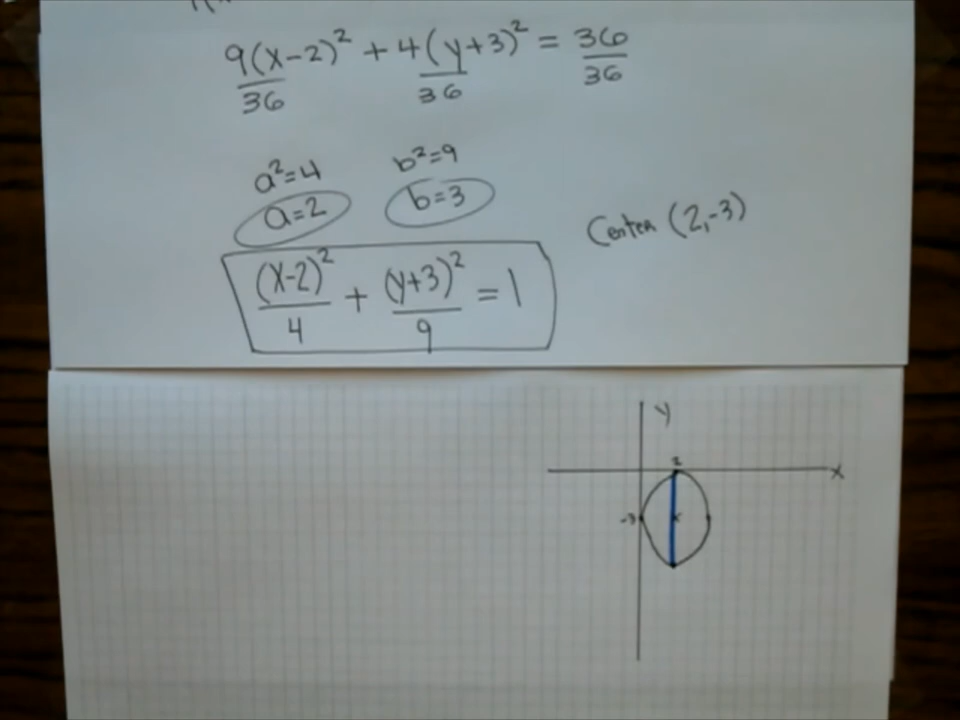 9(x-2)² + 4(y+3)² = 36
36 36 36
a²=4 b²=9
a=2 b=3
Center (2,-3)
(x-2)² + (y+3)² = 1
4 9
y
2
x
-3